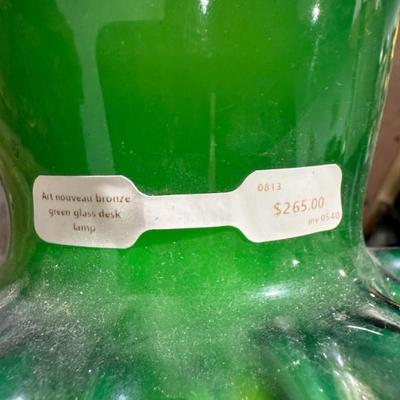 Art nouveau bronze
green glass desk
lamp
0813
$265.00
inv 0540